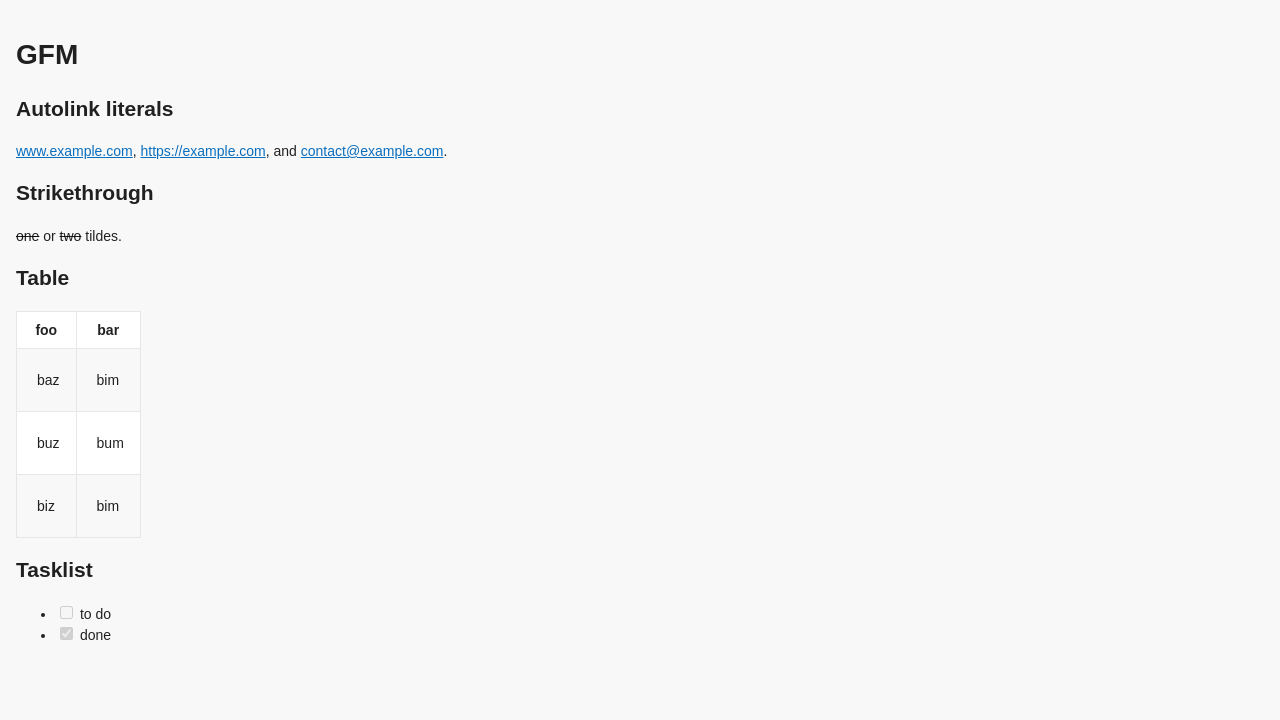 GFM
Autolink literals
www.example.com, https://example.com, and contact@example.com.
Strikethrough
one or two tildes.
Table
foo bar
baz bim
buz bum
biz bim
Tasklist
to do
done